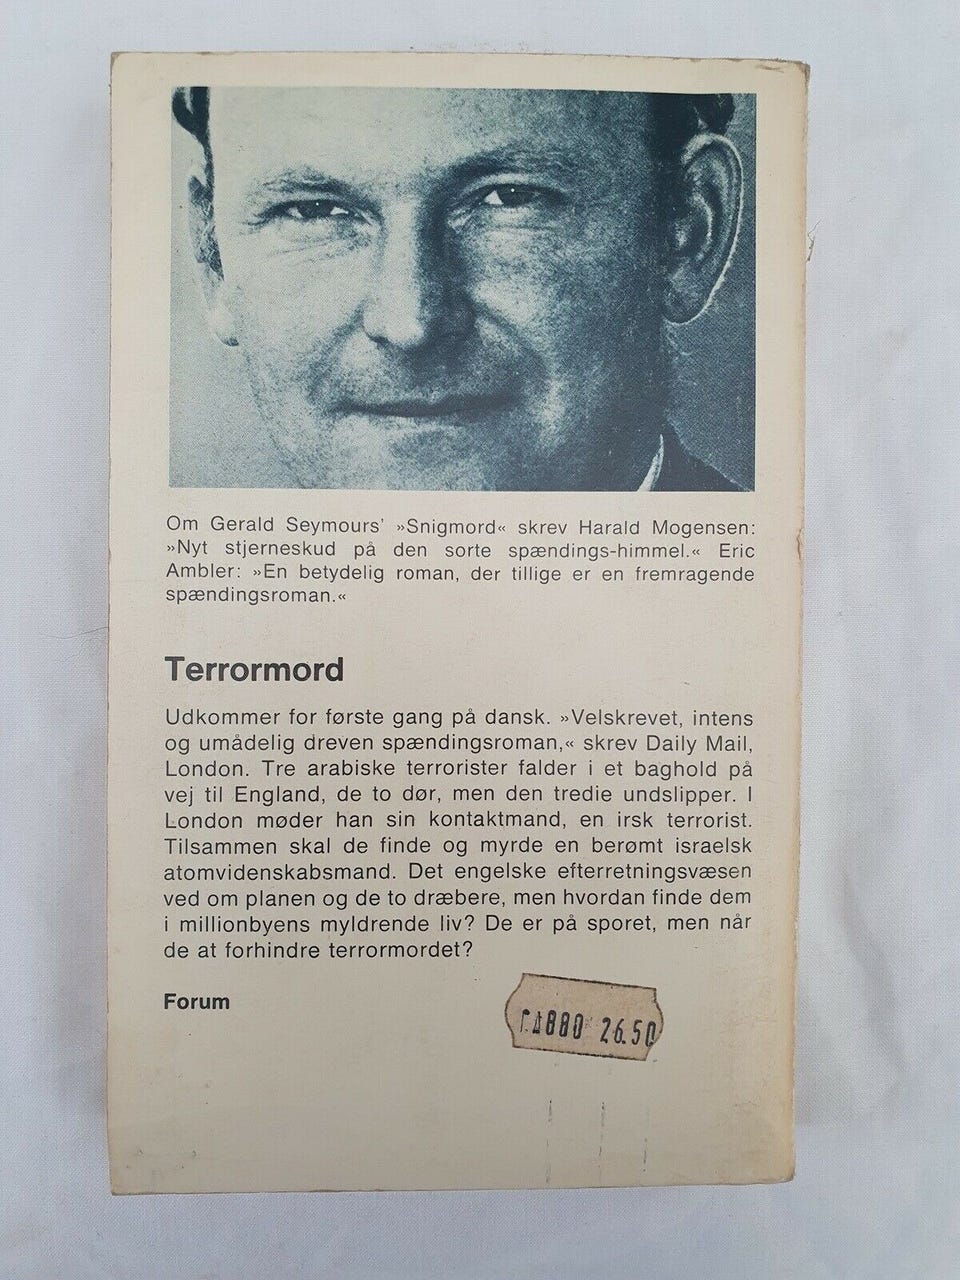 Om Gerald Seymours' »Snigmord« skrev Harald Mogensen:
»Nyt stjerneskud på den sorte spændings-himmel.« Eric
Ambler: »En betydelig roman, der tillige er en fremragende
spændingsroman.«
Terrormord
Udkommer for første gang på dansk. »Velskrevet, intens
og umådelig dreven spændingsroman,« skrev Daily Mail,
London. Tre arabiske terrorister falder i et baghold på
vej til England, de to dør, men den tredie undslipper. I
London møder han sin kontaktmand, en irsk terrorist.
Tilsammen skal de finde og myrde en berømt israelsk
atomvidenskabsmand. Det engelske efterretningsvæsen
ved om planen og de to dræbere, men hvordan finde dem
i millionbyens myldrende liv? De er på sporet, men når
de at forhindre terrormordet?
Forum
26.50